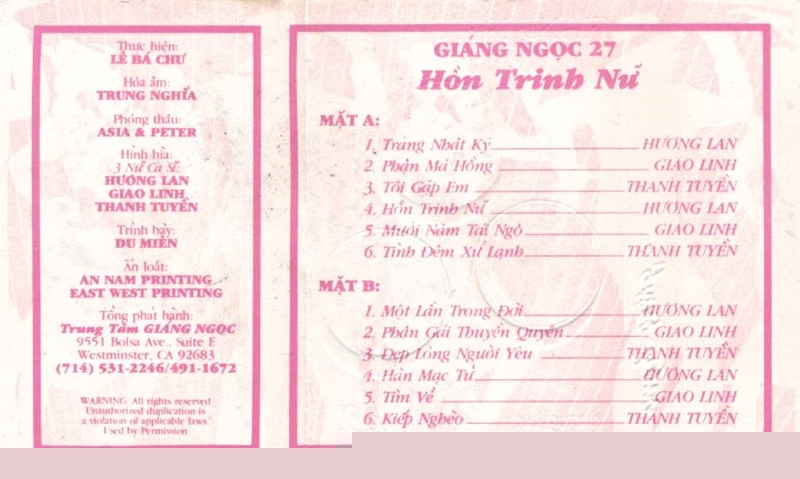 Thực hiện:
LÊ BÁ CHƯ
Hòa âm:
TRUNG NGHĨA
Phòng thâu:
ASIA & PETER
Hình bìa:
3 Nữ Ca Sĩ:
HƯƠNG LAN
GIAO LINH
THANH TUYỀN
Trình bày:
DU MIÊN
Ấn loát:
AN NAM PRINTING
EAST WEST PRINTING
Tổng phát hành:
Trung Tâm GIÁNG NGỌC
9551 Bolsa Ave., Suite E
Westminster, CA 92683
(714) 531-2246/491-1672
WARNING: All rights reserved
Unauthorized duplication is
a violation of applicable laws
Used by Permission
GIÁNG NGỌC 27
Hồn Trinh Nữ
MẶT A:
1. Trang Nhật Ký HƯƠNG LAN
2. Phận Má Hồng GIAO LINH
3. Tôi Gặp Em THANH TUYỀN
4. Hồn Trinh Nữ HƯƠNG LAN
5. Mười Năm Tái Ngộ GIAO LINH
6. Tình Đêm Xứ Lạnh THANH TUYỀN
MẶT B:
1. Một Lần Trong Đời HƯƠNG LAN
2. Phận Gái Thuyền Quyên GIAO LINH
3. Đẹp Lòng Người Yêu THANH TUYỀN
4. Hàn Mạc Tử HƯƠNG LAN
5. Tìm Về GIAO LINH
6. Kiếp Nghèo THANH TUYỀN